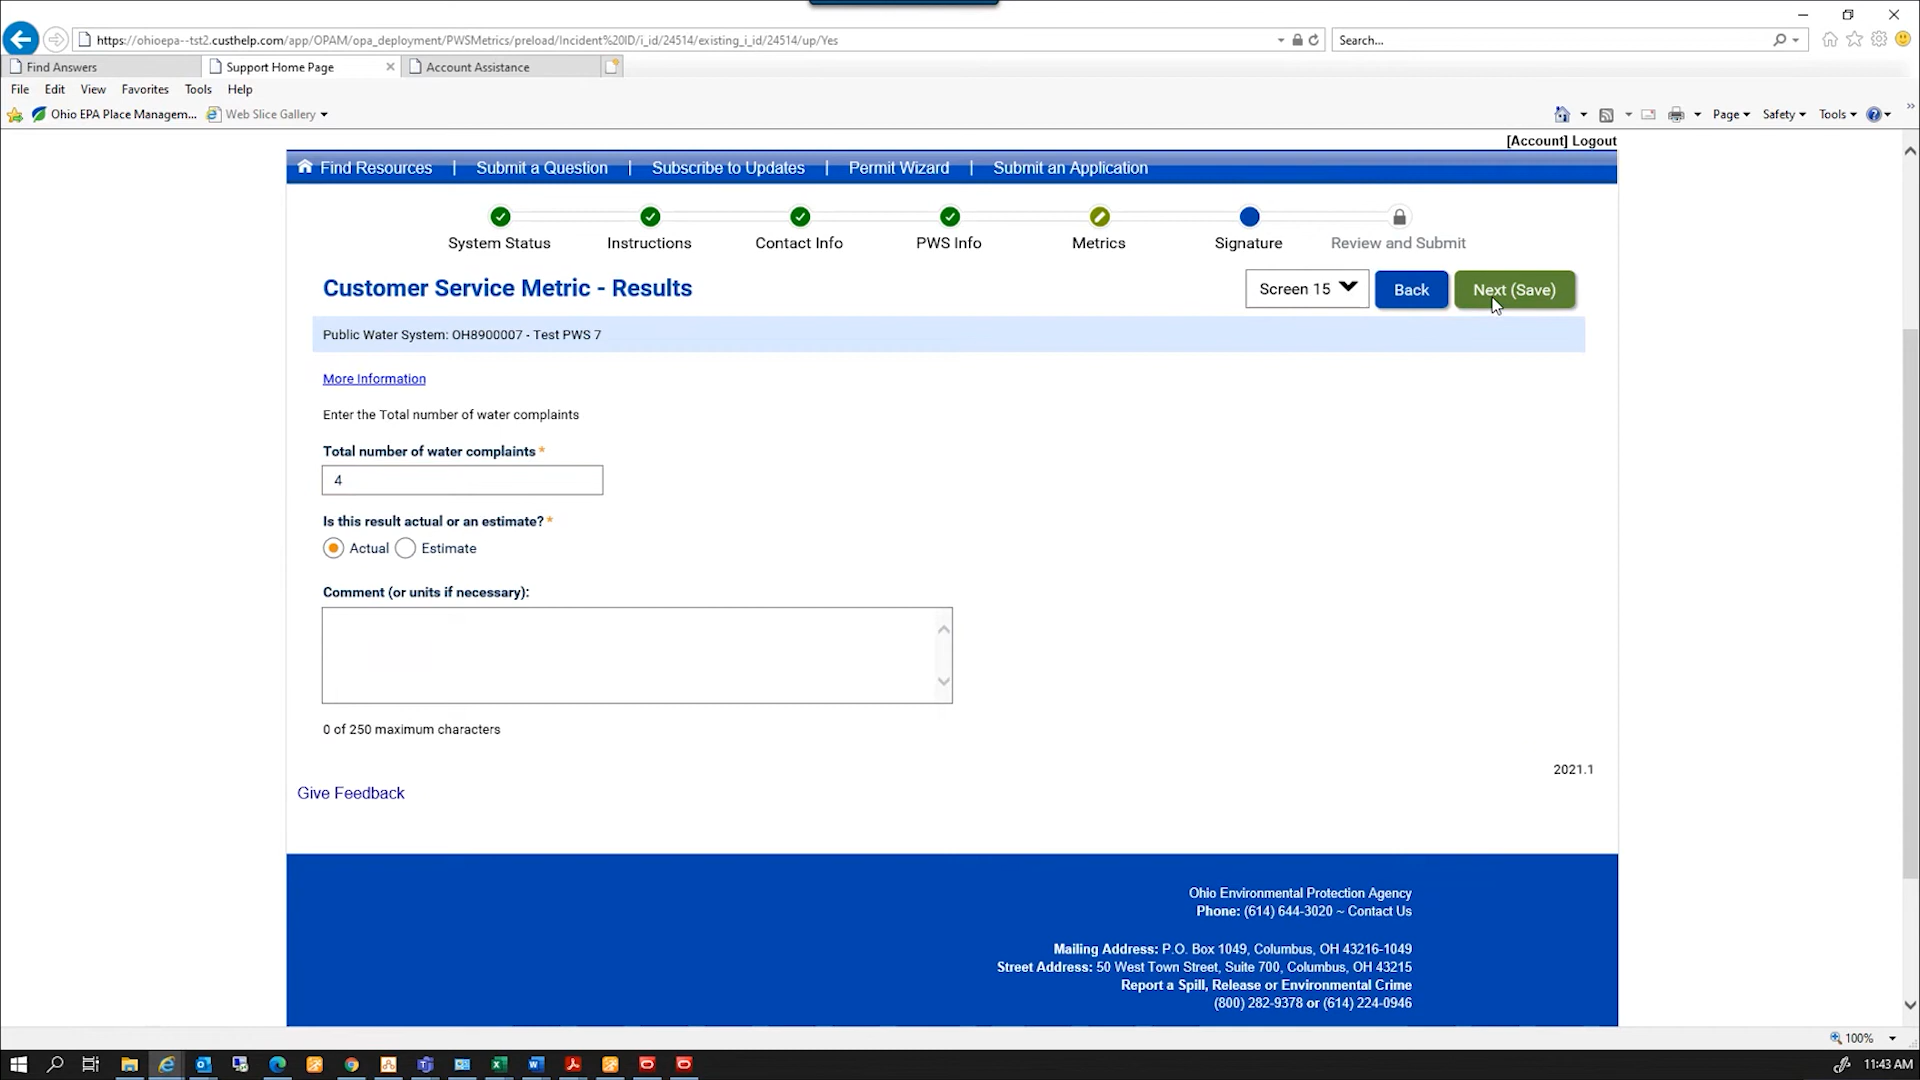 https://ohioepa--tst2.custhelp.com/app/OPAM/opa_deployment/PWSMetrics/preload/Incident%20ID/i_id/24514/existing_i_id/24514/up/Yes
Search...
Find Answers
Support Home Page
Account Assistance
File Edit View Favorites Tools Help
Ohio EPA Place Managem... Web Slice Gallery
Page Safety Tools
[Account] Logout
Find Resources | Submit a Question | Subscribe to Updates | Permit Wizard | Submit an Application
System Status
Instructions
Contact Info
PWS Info
Metrics
Signature
Review and Submit
Customer Service Metric - Results
Screen 15
Back
Next (Save)
Public Water System: OH8900007 - Test PWS 7
More Information
Enter the Total number of water complaints
Total number of water complaints *
4
Is this result actual or an estimate? *
Actual Estimate
Comment (or units if necessary):
0 of 250 maximum characters
2021.1
Give Feedback
Ohio Environmental Protection Agency
Phone: (614) 644-3020 ~ Contact Us
Mailing Address: P.O. Box 1049, Columbus, OH 43216-1049
Street Address: 50 West Town Street, Suite 700, Columbus, OH 43215
Report a Spill, Release or Environmental Crime
(800) 282-9378 or (614) 224-0946
100%
11:43 AM